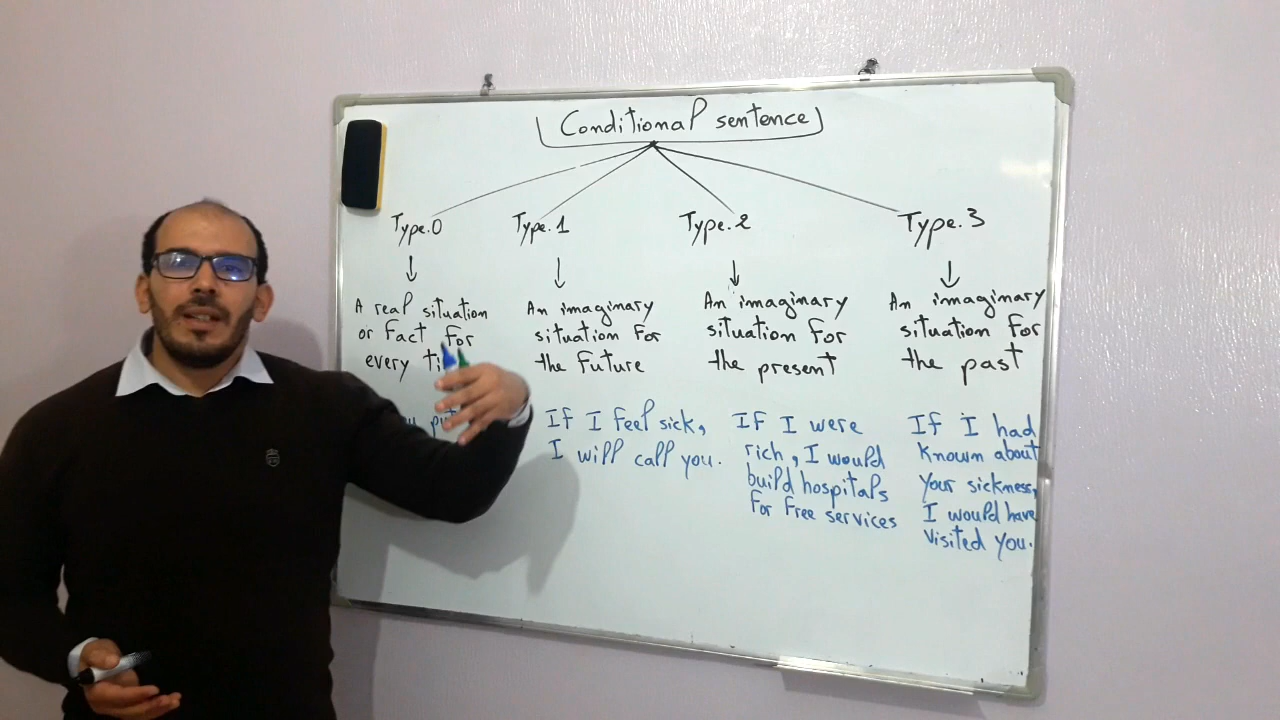 Conditional sentence
Type.0
Type.1
Type.2
Type.3
A real situation
or fact for
every
An imaginary
situation for
the future
An imaginary
situation for
the present
An imaginary
situation for
the past
If I feel sick,
I will call you.
If I were
rich, I would
build hospitals
for free services
If I had
known about
your sickness,
I would have
visited you.